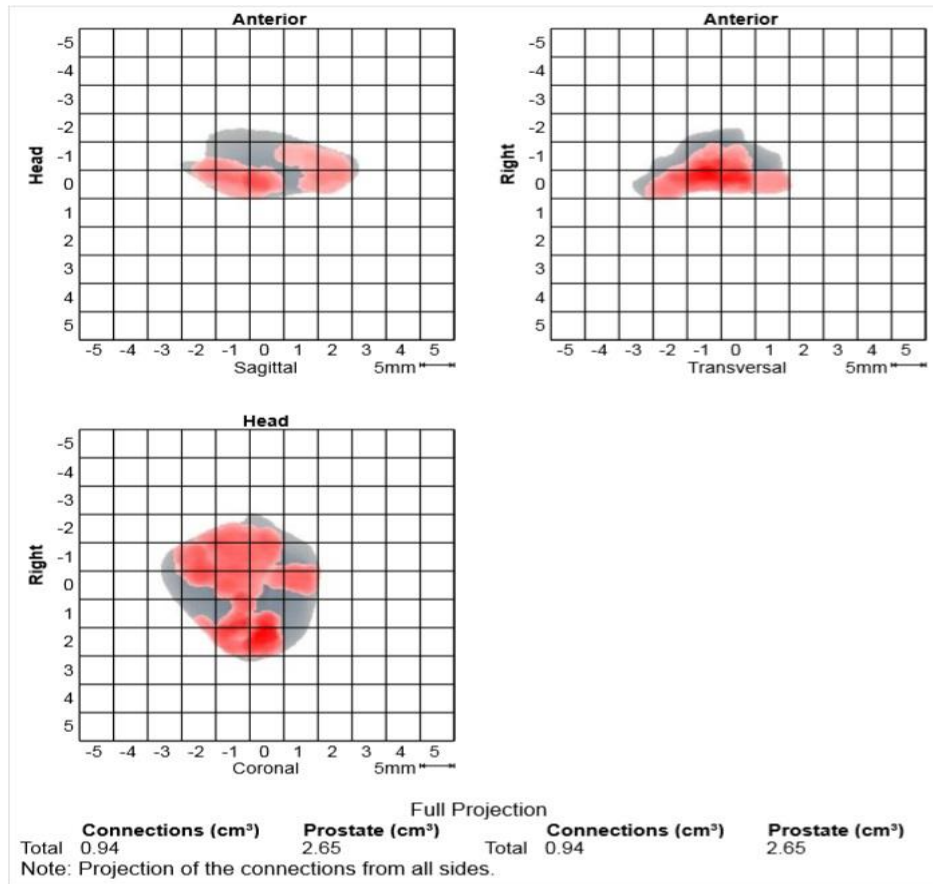 Anterior
Head
-5
-4
-3
-2
-1
0
1
2
3
4
5
-5 -4 -3 -2 -1 0 1 2 3 4 5
Sagittal 5mm
Anterior
Right
-5
-4
-3
-2
-1
0
1
2
3
4
5
-5 -4 -3 -2 -1 0 1 2 3 4 5
Transversal 5mm
Head
Right
-5
-4
-3
-2
-1
0
1
2
3
4
5
-5 -4 -3 -2 -1 0 1 2 3 4 5
Coronal 5mm
Full Projection
Connections (cm³) Prostate (cm³) Connections (cm³) Prostate (cm³)
Total 0.94 2.65 Total 0.94 2.65
Note: Projection of the connections from all sides.